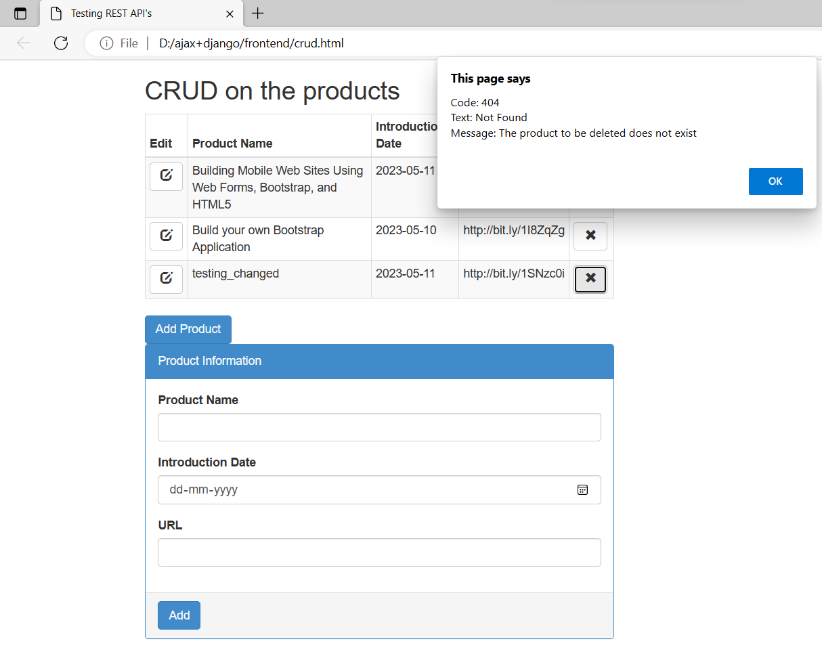 Testing REST API's
File | D:/ajax+django/frontend/crud.html
This page says
Code: 404
Text: Not Found
Message: The product to be deleted does not exist
OK
CRUD on the products
Edit Product Name Introductio
Date
Building Mobile Web Sites Using
Web Forms, Bootstrap, and
HTML5
2023-05-11
Build your own Bootstrap
Application
2023-05-10 http://bit.ly/1I8ZqZg
testing_changed 2023-05-11 http://bit.ly/1SNzc0i
Add Product
Product Information
Product Name
Introduction Date
dd-mm-yyyy
URL
Add